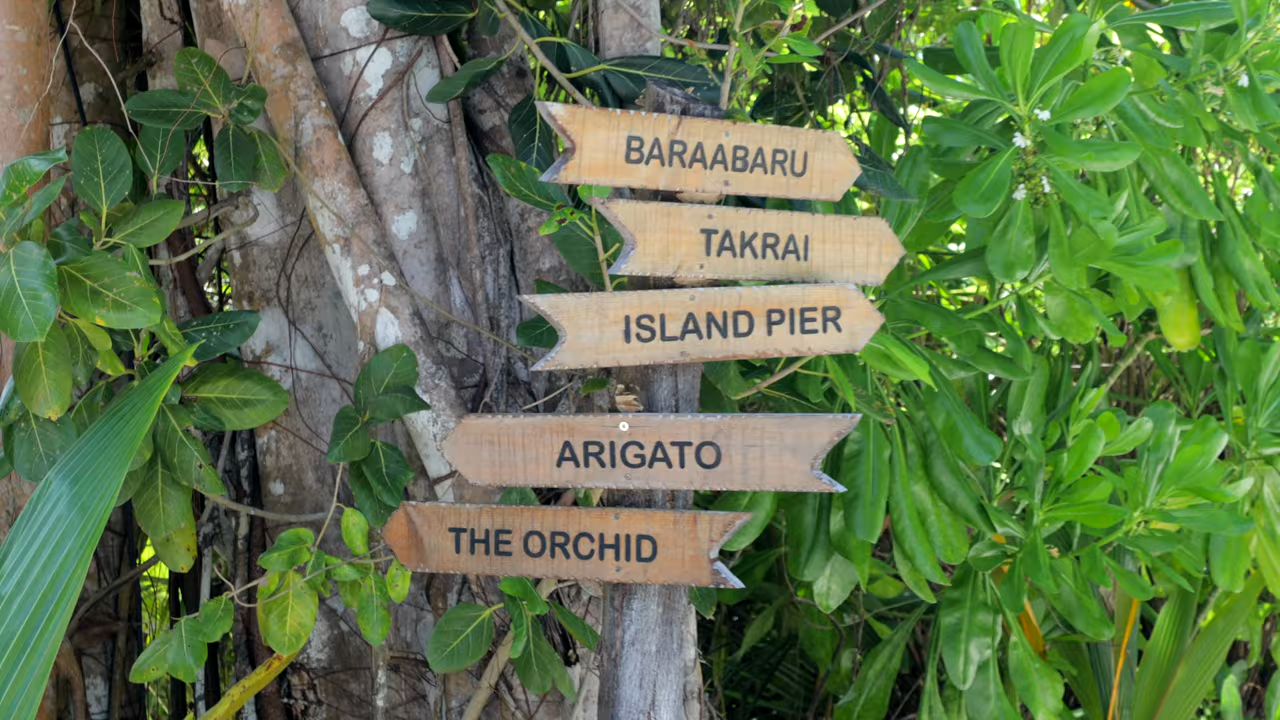 BARAABARU
TAKRAI
ISLAND PIER
ARIGATO
THE ORCHID